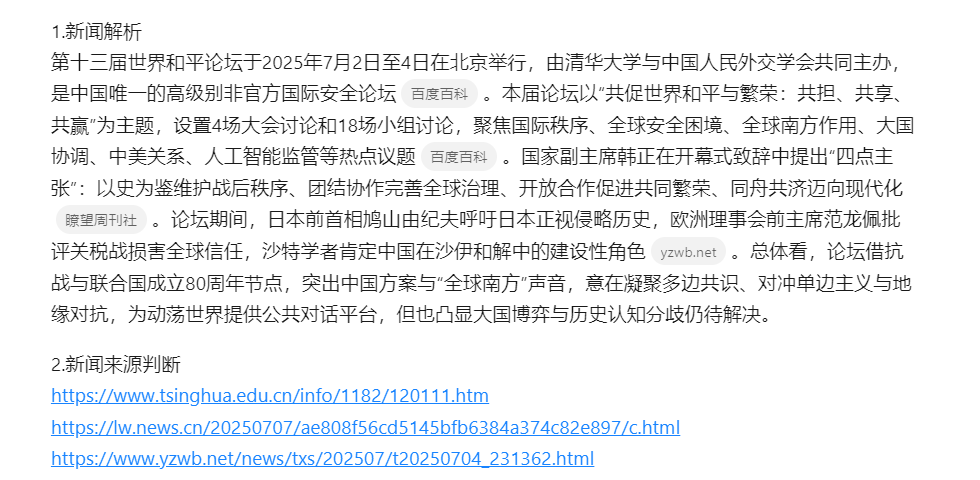 1.新闻解析
第十三届世界和平论坛于2025年7月2日至4日在北京举行，由清华大学与中国人民外交学会共同主办，
是中国唯一的高级别非官方国际安全论坛 百度百科 。本届论坛以“共促世界和平与繁荣：共担、共享、
共赢”为主题，设置4场大会讨论和18场小组讨论，聚焦国际秩序、全球安全困境、全球南方作用、大国
协调、中美关系、人工智能监管等热点议题 百度百科 。国家副主席韩正在开幕式致辞中提出“四点主
张”：以史为鉴维护战后秩序、团结协作完善全球治理、开放合作促进共同繁荣、同舟共济迈向现代化
瞭望周刊社 。论坛期间，日本前首相鸠山由纪夫呼吁日本正视侵略历史，欧洲理事会前主席范龙佩批
评关税战损害全球信任，沙特学者肯定中国在沙伊和解中的建设性角色 yzwb.net 。总体看，论坛借抗
战与联合国成立80周年节点，突出中国方案与“全球南方”声音，意在凝聚多边共识、对冲单边主义与地
缘对抗，为动荡世界提供公共对话平台，但也凸显大国博弈与历史认知分歧仍待解决。
2.新闻来源判断
https://www.tsinghua.edu.cn/info/1182/120111.htm
https://lw.news.cn/20250707/ae808f56cd5145bfb6384a374c82e897/c.html
https://www.yzwb.net/news/txs/202507/t20250704_231362.html